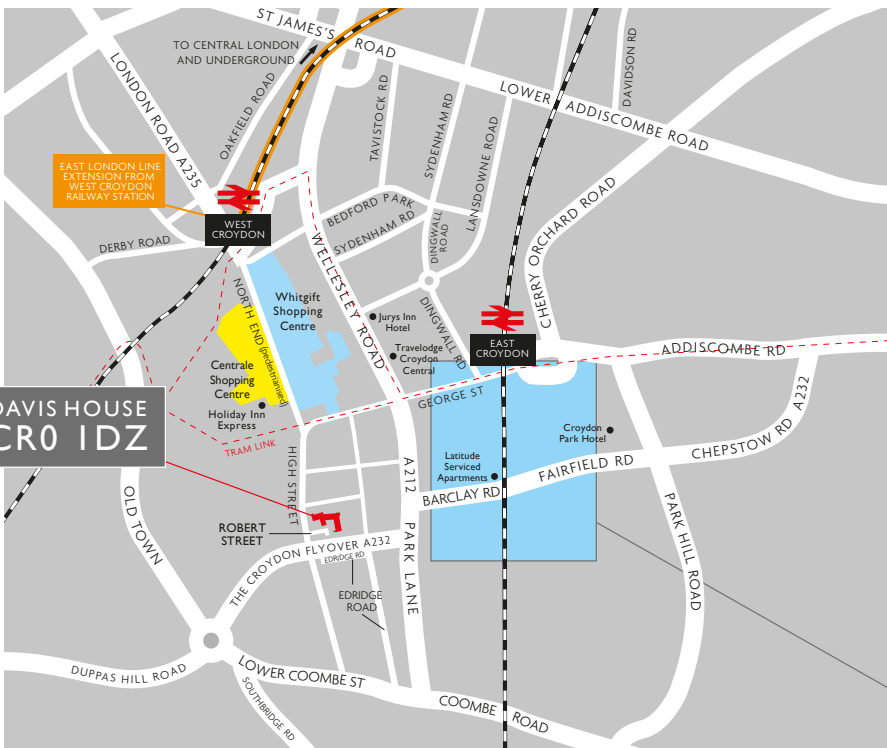 ST JAMES'S
ROAD
TO CENTRAL LONDON
AND UNDERGROUND
LONDON ROAD A235
OAKFIELD ROAD
TAVISTOCK RD
SYDENHAM RD
LANSDOWNE ROAD
LOWER ADDISCOMBE ROAD
DAVIDSON RD
EAST LONDON LINE
EXTENSION FROM
WEST CROYDON
RAILWAY STATION
WEST
CROYDON
DERBY ROAD
BEDFORD PARK
SYDENHAM RD
DINGWALL
ROAD
CHERRY ORCHARD ROAD
WELLESLEY ROAD
NORTH END (pedestrianised)
Whitgift
Shopping
Centre
Jurys Inn
Hotel
DINGWALL RD
EAST
CROYDON
Travelodge
Croydon
Central
ADDISCOMBE RD
Centrale
Shopping
Centre
Holiday Inn
Express
GEORGE ST
DAVIS HOUSE
CR0 1DZ
TRAM LINK
HIGH STREET
Croydon
Park Hotel
A232
CHEPSTOW RD
Latitude
Serviced
Apartments
FAIRFIELD RD
BARCLAY RD
A212
PARK LANE
OLD TOWN
ROBERT
STREET
THE CROYDON FLYOVER A232
EDRIDGE RD
EDRIDGE
ROAD
PARK HILL ROAD
DUPPAS HILL ROAD
LOWER COOMBE ST
SOUTHBRIDGE RD
COOMBE ROAD